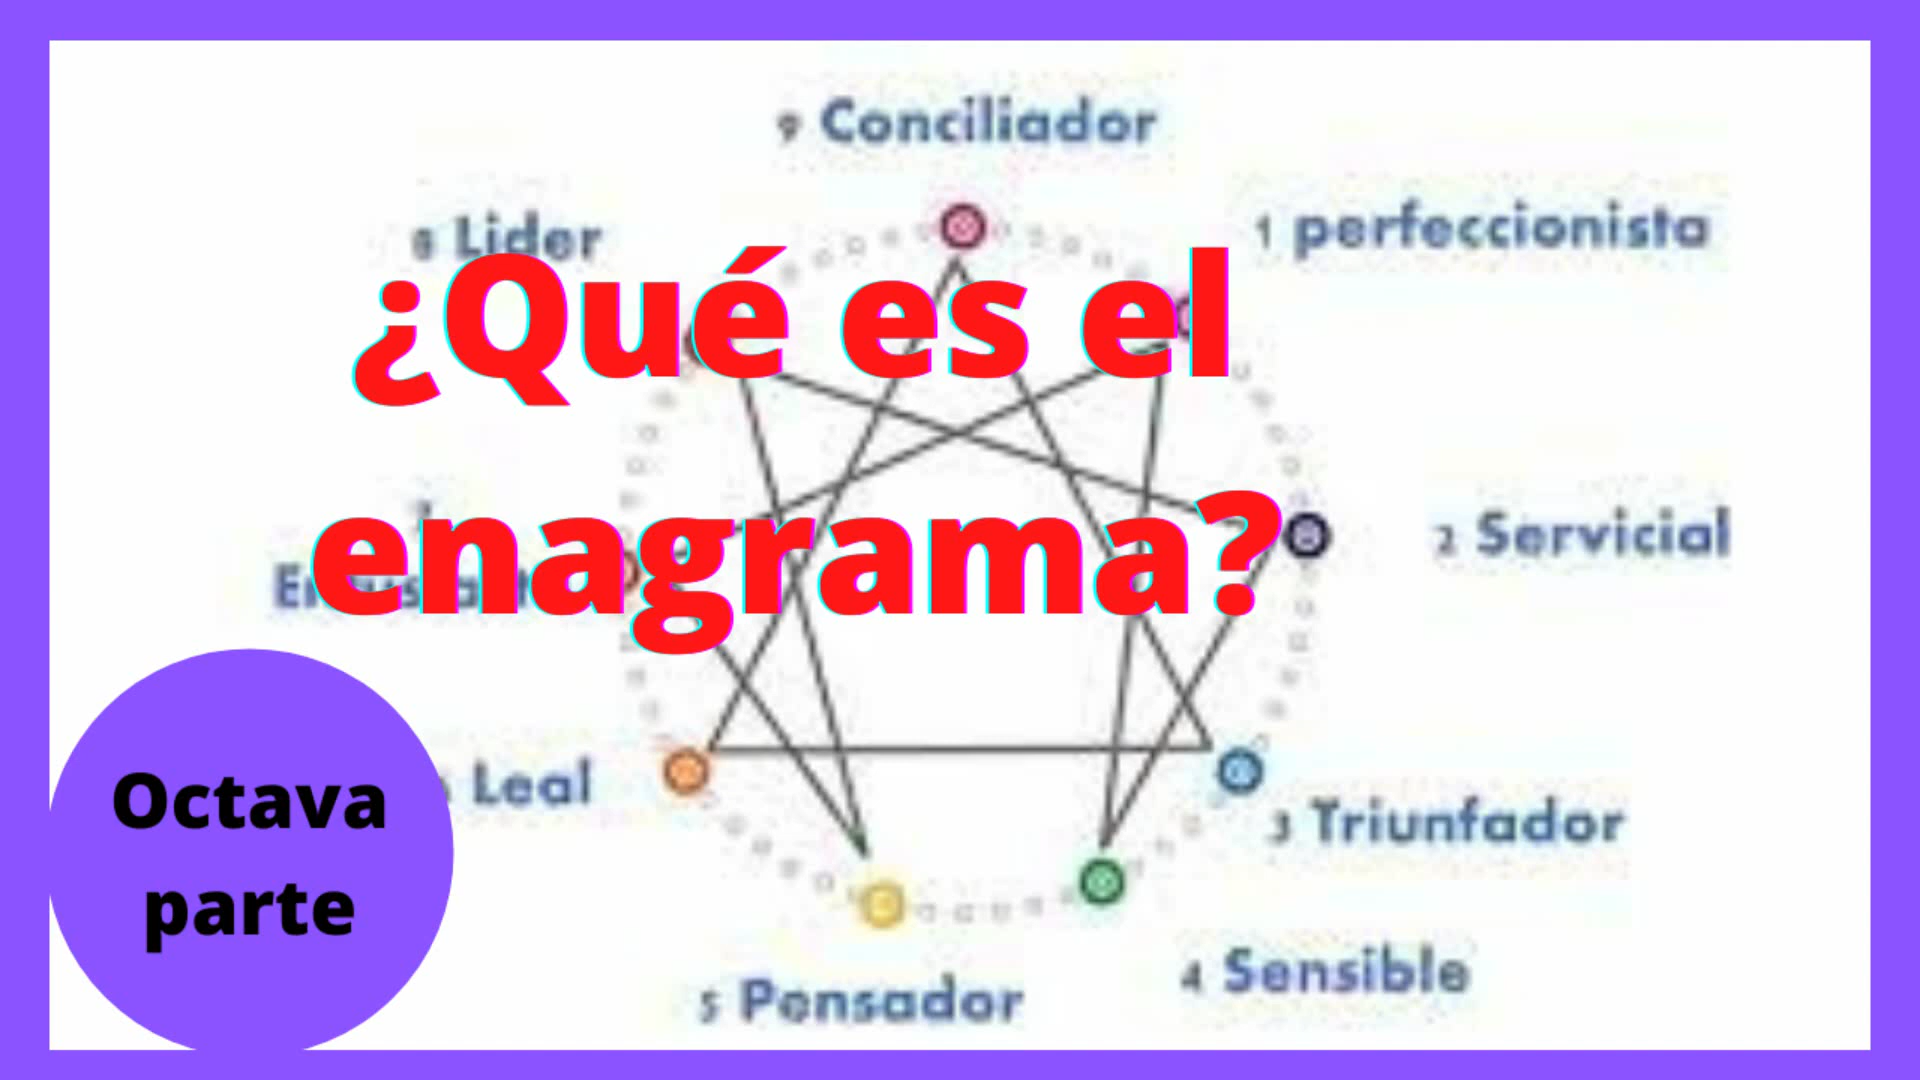 9 Conciliador
8 Lider
1 perfeccionista
¿Qué es el
enagrama?
2 Servicial
Octava
parte
Leal
3 Triunfador
4 Sensible
5 Pensador